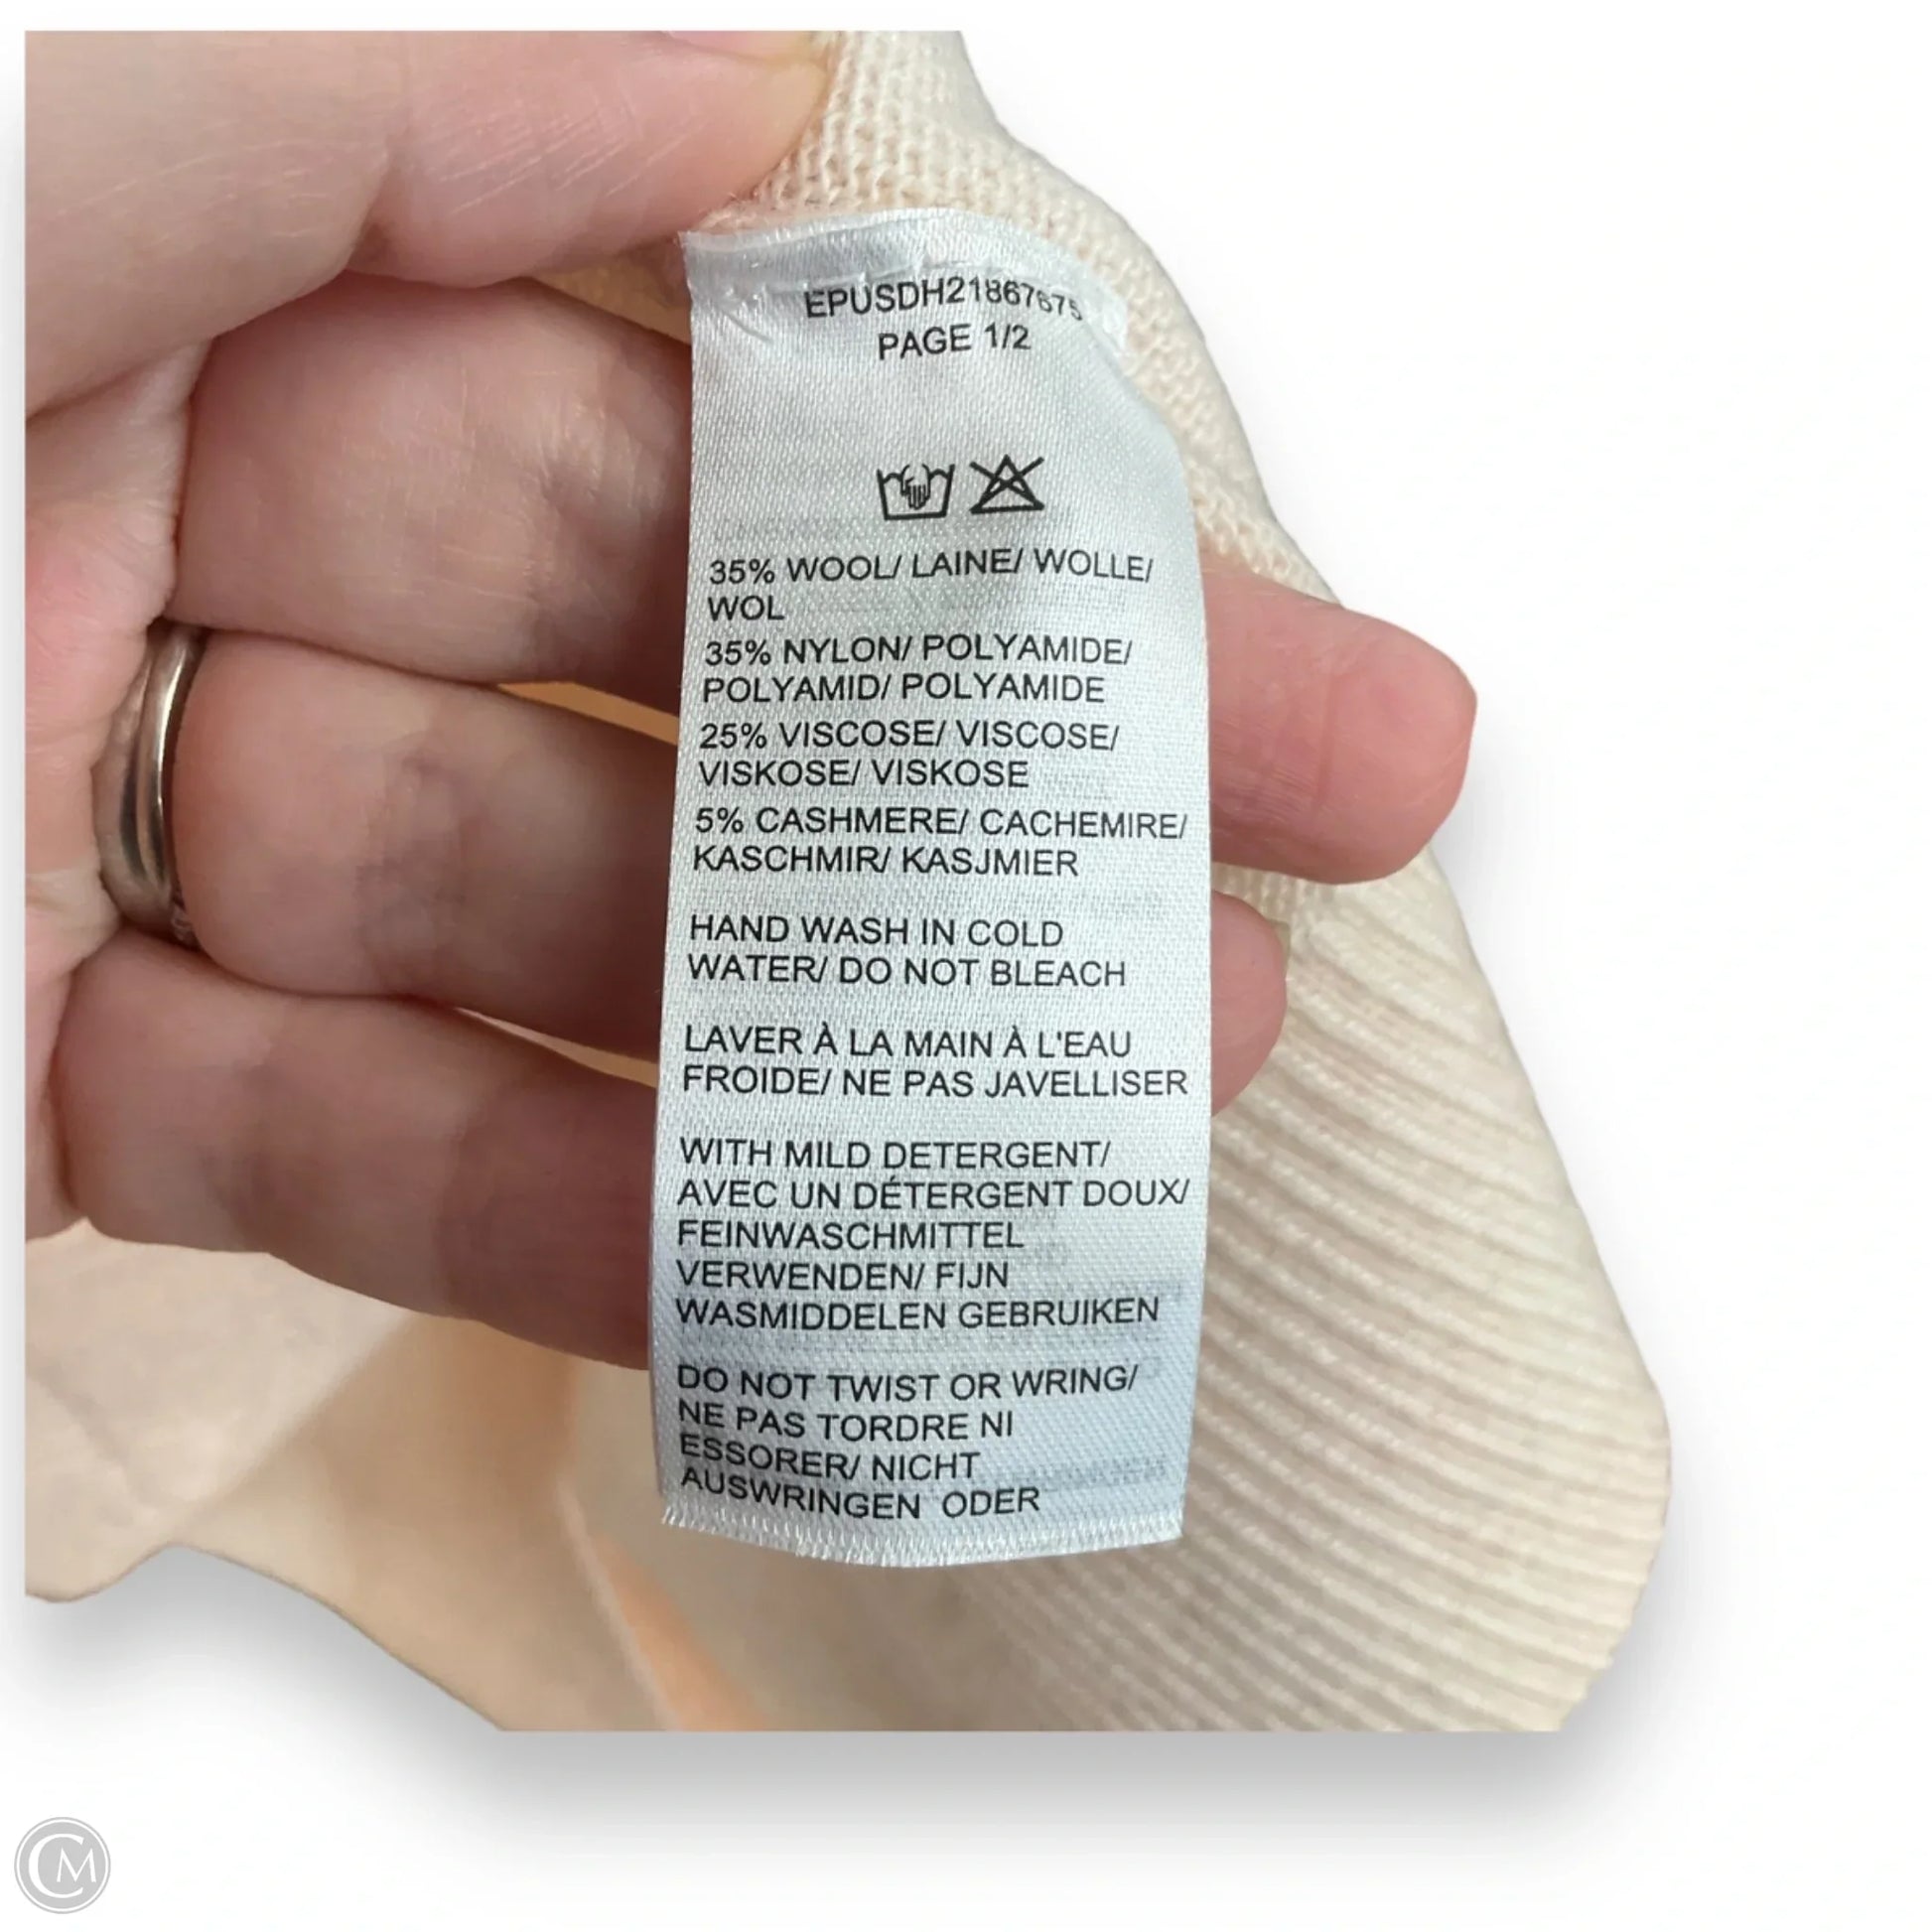 EPUSDH21867675
PAGE 1/2
35% WOOL/ LAINE/ WOLLE/
WOL
35% NYLON/ POLYAMIDE/
POLYAMID/ POLYAMIDE
25% VISCOSE/ VISCOSE/
VISKOSE/ VISKOSE
5% CASHMERE/ CACHEMIRE/
KASCHMIR/ KASJMIER
HAND WASH IN COLD
WATER/ DO NOT BLEACH
LAVER À LA MAIN À L'EAU
FROIDE/ NE PAS JAVELLISER
WITH MILD DETERGENT/
AVEC UN DÉTERGENT DOUX/
FEINWASCHMITTEL
VERWENDEN/ FIJN
WASMIDDELEN GEBRUIKEN
DO NOT TWIST OR WRING/
NE PAS TORDRE NI
ESSORER/ NICHT
AUSWRINGEN ODER
CM